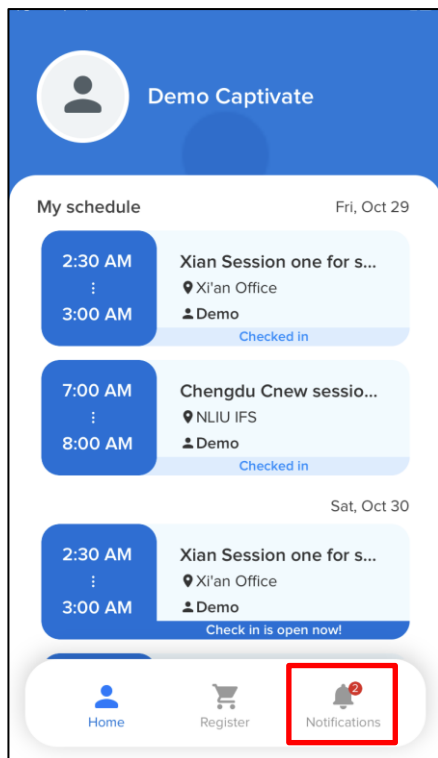 Demo Captivate
My schedule
Fri, Oct 29
2:30 AM
⋮
3:00 AM
Xian Session one for s...
Xi'an Office
Demo
Checked in
7:00 AM
⋮
8:00 AM
Chengdu Cnew sessio...
NLIU IFS
Demo
Checked in
Sat, Oct 30
2:30 AM
⋮
3:00 AM
Xian Session one for s...
Xi'an Office
Demo
Check in is open now!
2
Home
Register
Notifications